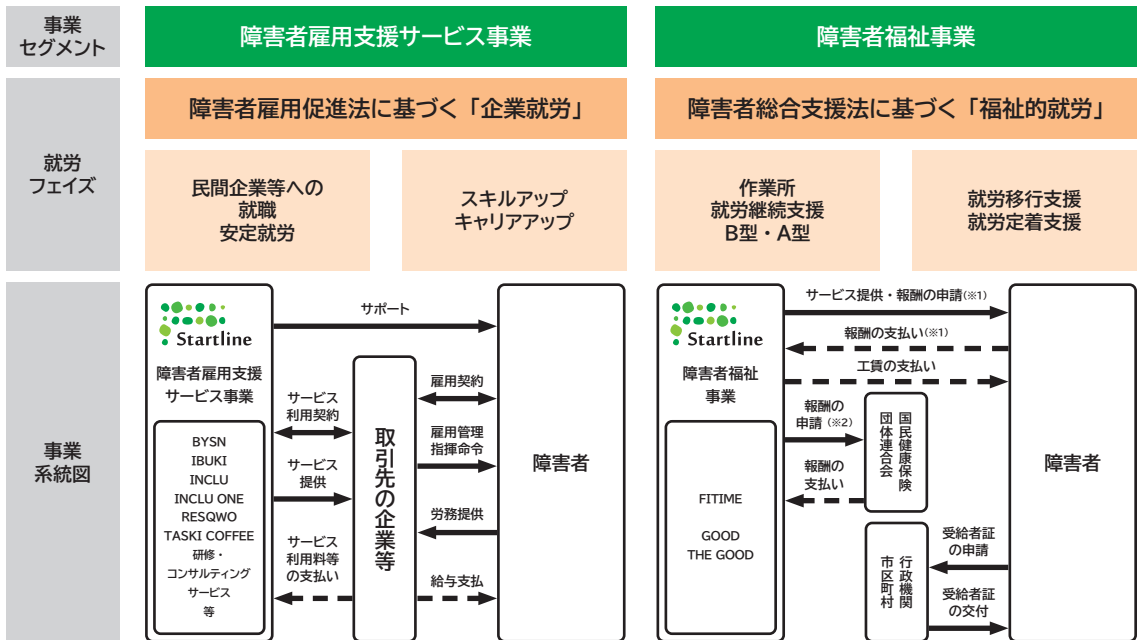 事業
セグメント
障害者雇用支援サービス事業
障害者福祉事業
就労
フェイズ
障害者雇用促進法に基づく「企業就労」
障害者総合支援法に基づく「福祉的就労」
民間企業等への
就職
安定就労
スキルアップ
キャリアアップ
作業所
就労継続支援
B型・A型
就労移行支援
就労定着支援
事業
系統図
Startline
障害者雇用支援
サービス事業
BYSN
IBUKI
INCLU
INCLU ONE
RESQWO
TASKI COFFEE
研修・
コンサルティング
サービス
等
サポート
サービス
利用契約
サービス
提供
サービス
利用料等
の支払い
取引先の企業等
雇用契約
雇用管理
指揮命令
労務提供
給与支払
障害者
Startline
障害者福祉
事業
FITIME
GOOD
THE GOOD
サービス提供・報酬の申請(※1)
報酬の支払い(※1)
工賃の支払い
報酬の
申請(※2)
報酬の
支払い
国民健康保険
団体連合会
受給者証
の申請
行政機関
市区町村
受給者証
の交付
障害者